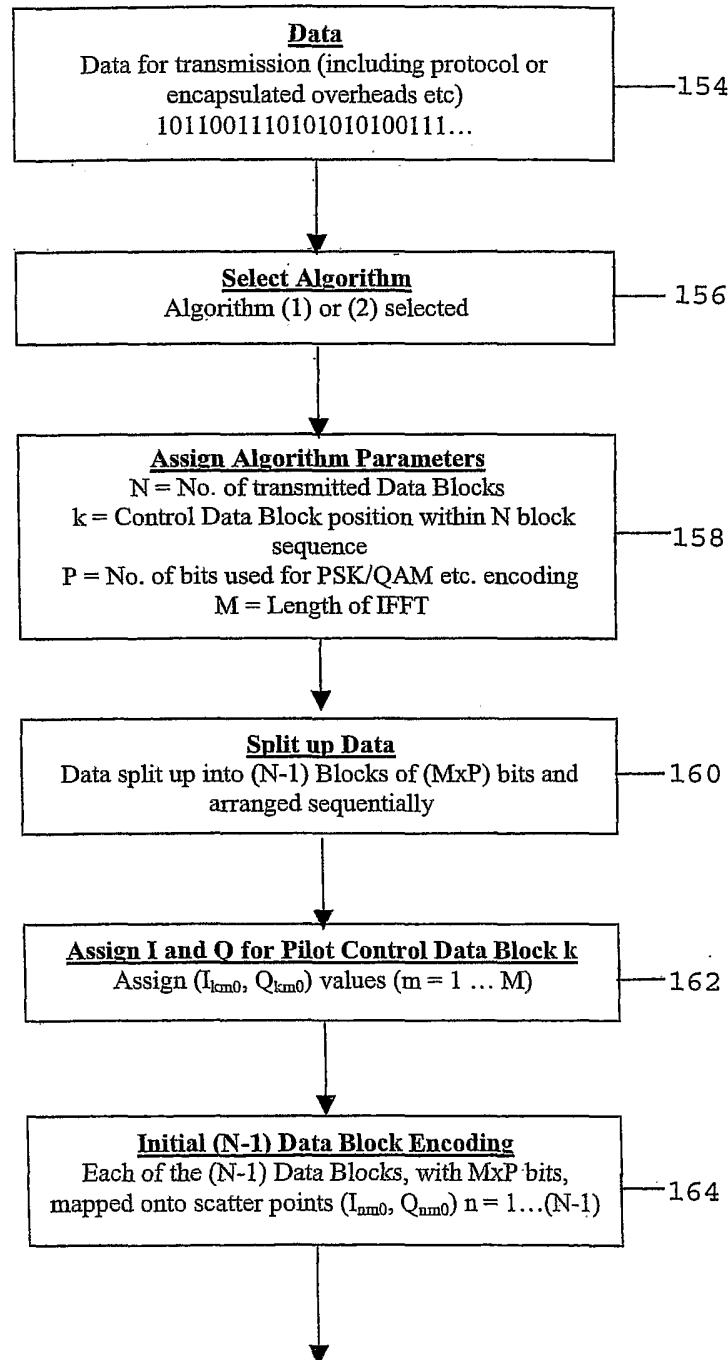 Data
Data for transmission (including protocol or
encapsulated overheads etc)
1011001110101010100111...
154
Select Algorithm
Algorithm (1) or (2) selected
156
Assign Algorithm Parameters
N = No. of transmitted Data Blocks
k = Control Data Block position within N block
sequence
P = No. of bits used for PSK/QAM etc. encoding
M = Length of IFFT
158
Split up Data
Data split up into (N-1) Blocks of (MxP) bits and
arranged sequentially
160
Assign I and Q for Pilot Control Data Block k
Assign (Ikm0, Qkm0) values (m = 1 ... M)
162
Initial (N-1) Data Block Encoding
Each of the (N-1) Data Blocks, with MxP bits,
mapped onto scatter points (Inm0, Qnm0) n = 1...(N-1)
164